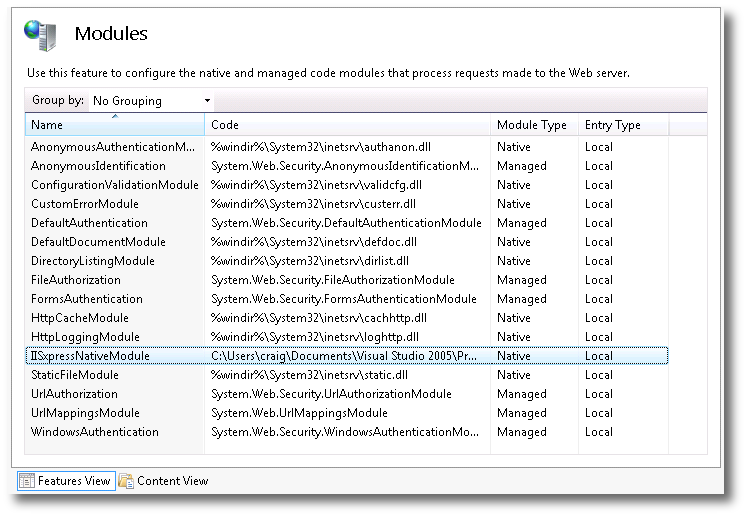 Modules
Use this feature to configure the native and managed code modules that process requests made to the Web server.
Group by: No Grouping
Name Code Module Type Entry Type
AnonymousAuthenticationM... %windir%\System32\inetsrv\authanon.dll Native Local
AnonymousIdentification System.Web.Security.AnonymousIdentificationM... Managed Local
ConfigurationValidationModule %windir%\System32\inetsrv\validcfg.dll Native Local
CustomErrorModule %windir%\System32\inetsrv\custerr.dll Native Local
DefaultAuthentication System.Web.Security.DefaultAuthenticationModule Managed Local
DefaultDocumentModule %windir%\System32\inetsrv\defdoc.dll Native Local
DirectoryListingModule %windir%\System32\inetsrv\dirlist.dll Native Local
FileAuthorization System.Web.Security.FileAuthorizationModule Managed Local
FormsAuthentication System.Web.Security.FormsAuthenticationModule Managed Local
HttpCacheModule %windir%\System32\inetsrv\cachhttp.dll Native Local
HttpLoggingModule %windir%\System32\inetsrv\loghttp.dll Native Local
IISxpressNativeModule C:\Users\craig\Documents\Visual Studio 2005\Pr... Native Local
StaticFileModule %windir%\System32\inetsrv\static.dll Native Local
UrlAuthorization System.Web.Security.UrlAuthorizationModule Managed Local
UrlMappingsModule System.Web.UrlMappingsModule Managed Local
WindowsAuthentication System.Web.Security.WindowsAuthenticationMo... Managed Local
Features View Content View